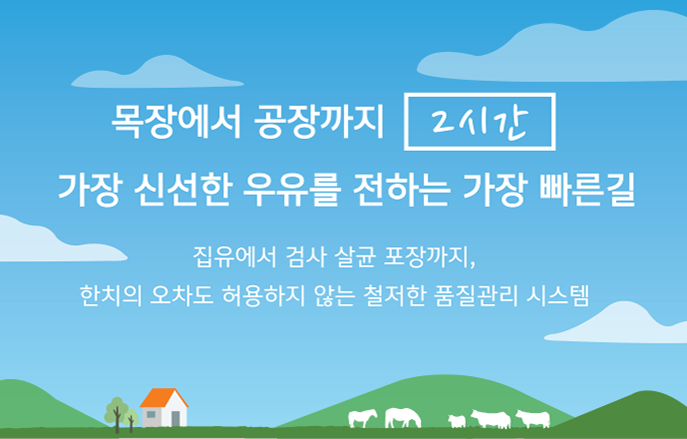 목장에서 공장까지 2시간
가장 신선한 우유를 전하는 가장 빠른길
집유에서 검사 살균 포장까지,
한치의 오차도 허용하지 않는 철저한 품질관리 시스템